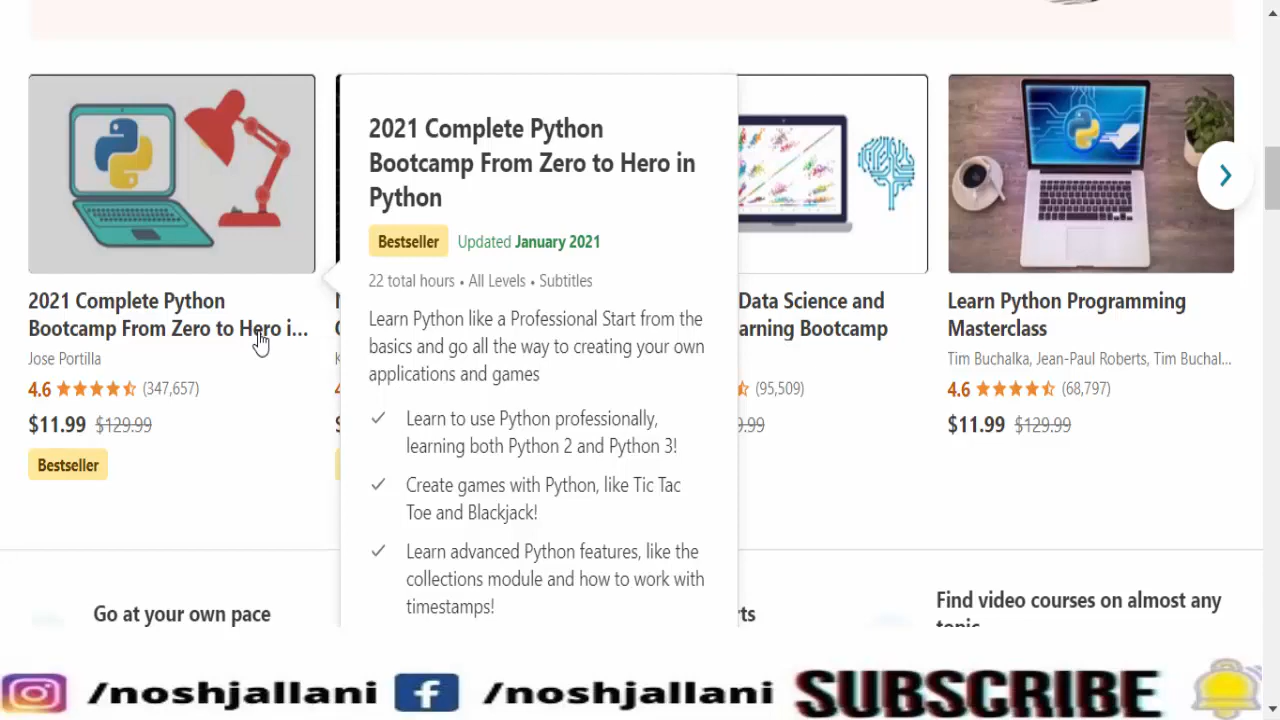 2021 Complete Python
Bootcamp From Zero to Hero i...
Jose Portilla
4.6 (347,657)
$11.99 $129.99
Bestseller
2021 Complete Python
Bootcamp From Zero to Hero in
Python
Bestseller Updated January 2021
22 total hours • All Levels • Subtitles
Learn Python like a Professional Start from the
basics and go all the way to creating your own
applications and games
Learn to use Python professionally,
learning both Python 2 and Python 3!
Create games with Python, like Tic Tac
Toe and Blackjack!
Learn advanced Python features, like the
collections module and how to work with
timestamps!
Data Science and
arning Bootcamp
(95,509)
9.99
Learn Python Programming
Masterclass
Tim Buchalka, Jean-Paul Roberts, Tim Buchal...
4.6 (68,797)
$11.99 $129.99
Go at your own pace
rts
Find video courses on almost any
topic
/noshjallani /noshjallani SUBSCRIBE